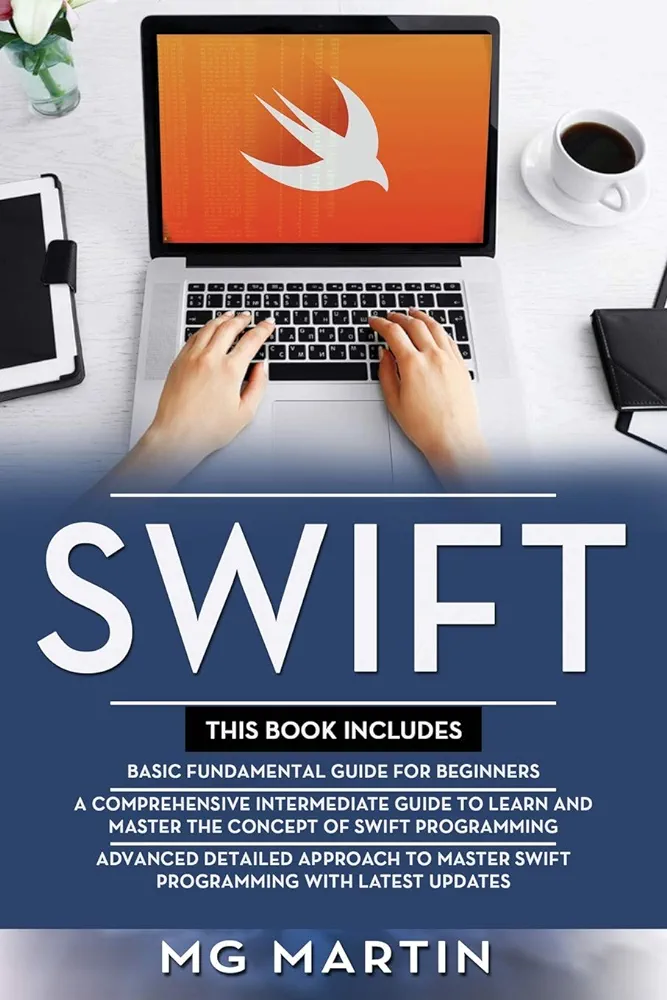 SWIFT
THIS BOOK INCLUDES
BASIC FUNDAMENTAL GUIDE FOR BEGINNERS
A COMPREHENSIVE INTERMEDIATE GUIDE TO LEARN AND
MASTER THE CONCEPT OF SWIFT PROGRAMMING
ADVANCED DETAILED APPROACH TO MASTER SWIFT
PROGRAMMING WITH LATEST UPDATES
MG MARTIN